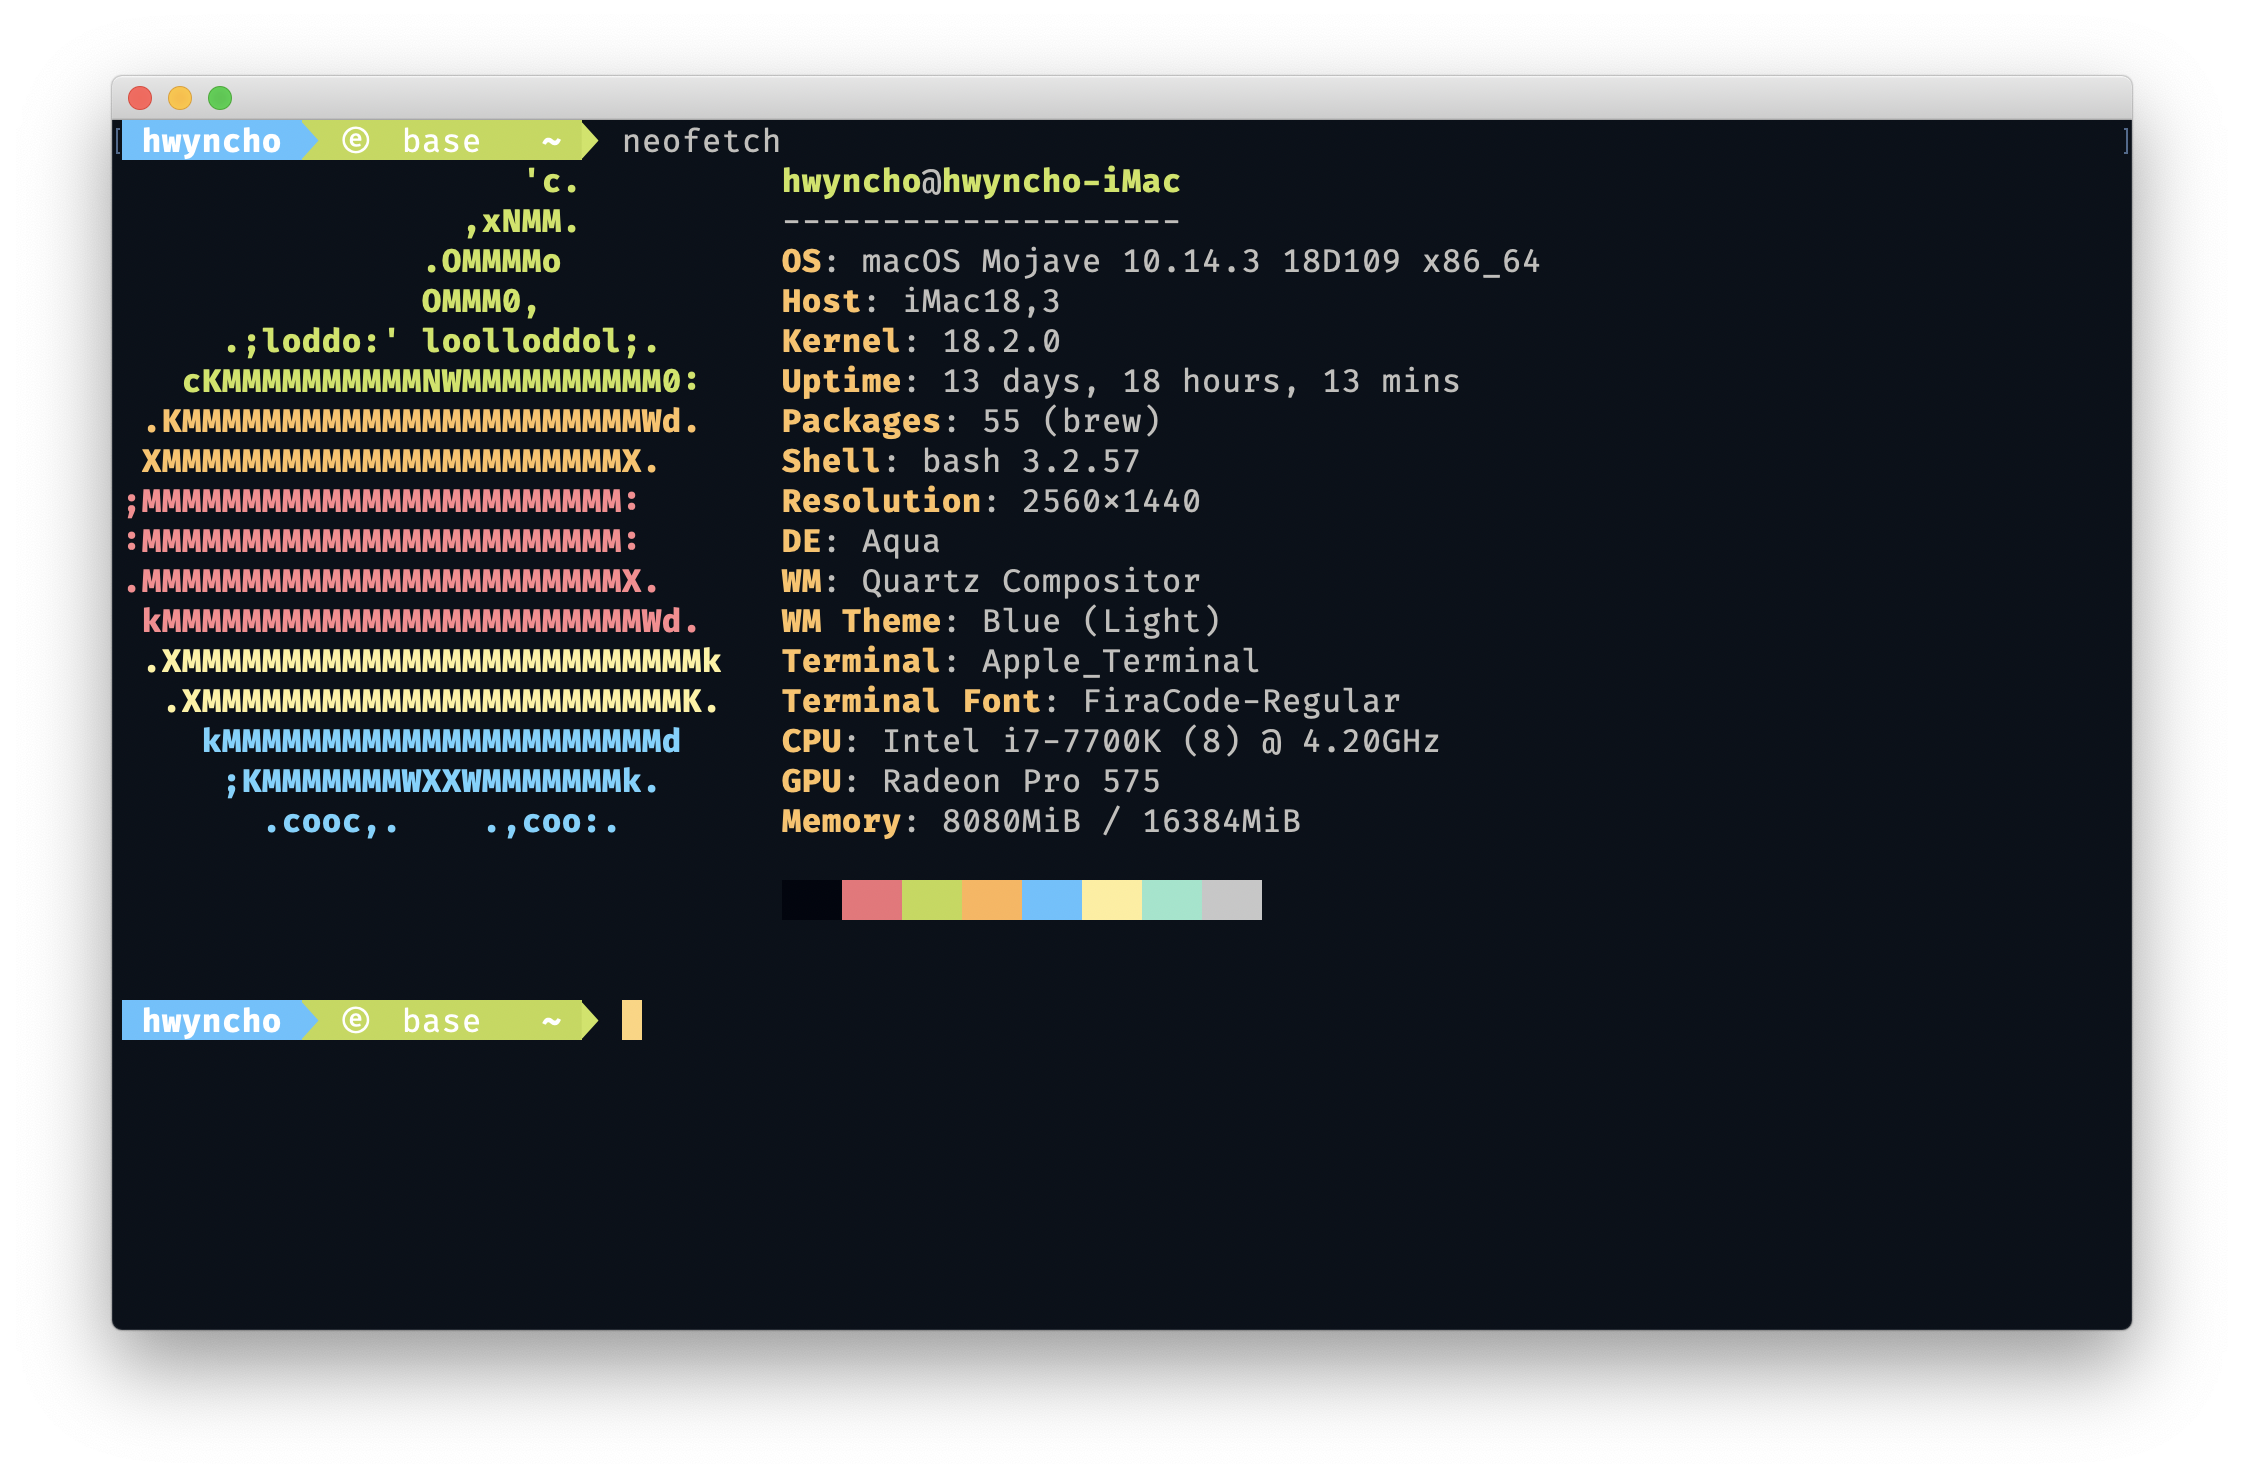 hwyncho ⓔ base ~ neofetch
'c. hwyncho@hwyncho-iMac
,xNMM. --------------------
.OMMMMo OS: macOS Mojave 10.14.3 18D109 x86_64
OMMM0, Host: iMac18,3
.;loddo:' loolloddol;. Kernel: 18.2.0
cKMMMMMMMMMMNWMMMMMMMMMM0: Uptime: 13 days, 18 hours, 13 mins
.KMMMMMMMMMMMMMMMMMMMMMMMWd. Packages: 55 (brew)
XMMMMMMMMMMMMMMMMMMMMMMMX. Shell: bash 3.2.57
;MMMMMMMMMMMMMMMMMMMMMMMM: Resolution: 2560×1440
:MMMMMMMMMMMMMMMMMMMMMMMM: DE: Aqua
.MMMMMMMMMMMMMMMMMMMMMMMMX. WM: Quartz Compositor
kMMMMMMMMMMMMMMMMMMMMMMMMWd. WM Theme: Blue (Light)
.XMMMMMMMMMMMMMMMMMMMMMMMMMMk Terminal: Apple_Terminal
.XMMMMMMMMMMMMMMMMMMMMMMMMK. Terminal Font: FiraCode-Regular
kMMMMMMMMMMMMMMMMMMMMMMd CPU: Intel i7-7700K (8) @ 4.20GHz
;KMMMMMMMWXXWMMMMMMMk. GPU: Radeon Pro 575
.cooc,. .,coo:. Memory: 8080MiB / 16384MiB
hwyncho ⓔ base ~